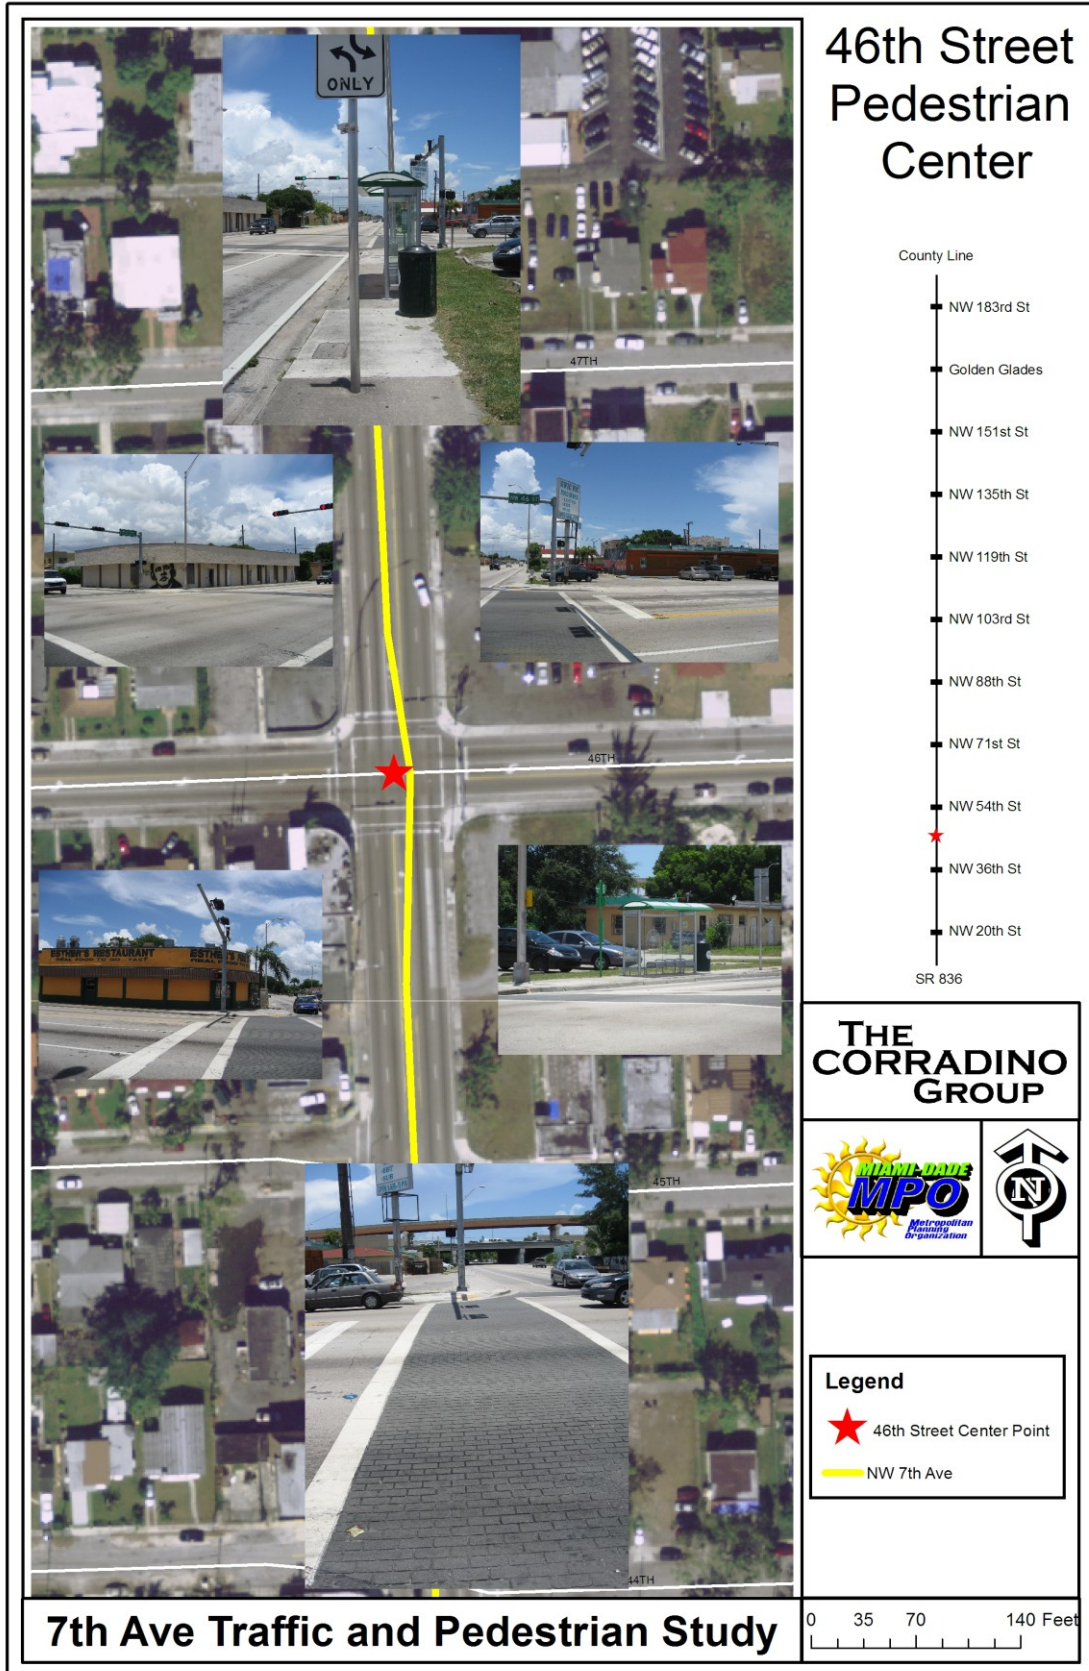 46th Street
Pedestrian
Center
ONLY
47TH
46TH
ESTHER'S RESTAURANT
45TH
44TH
County Line
NW 183rd St
Golden Glades
NW 151st St
NW 135th St
NW 119th St
NW 103rd St
NW 88th St
NW 71st St
NW 54th St
NW 36th St
NW 20th St
SR 836
THE
CORRADINO
GROUP
MIAMI-DADE
MPO
Metropolitan
Planning
Organization
N
Legend
46th Street Center Point
NW 7th Ave
7th Ave Traffic and Pedestrian Study
0 35 70 140 Feet